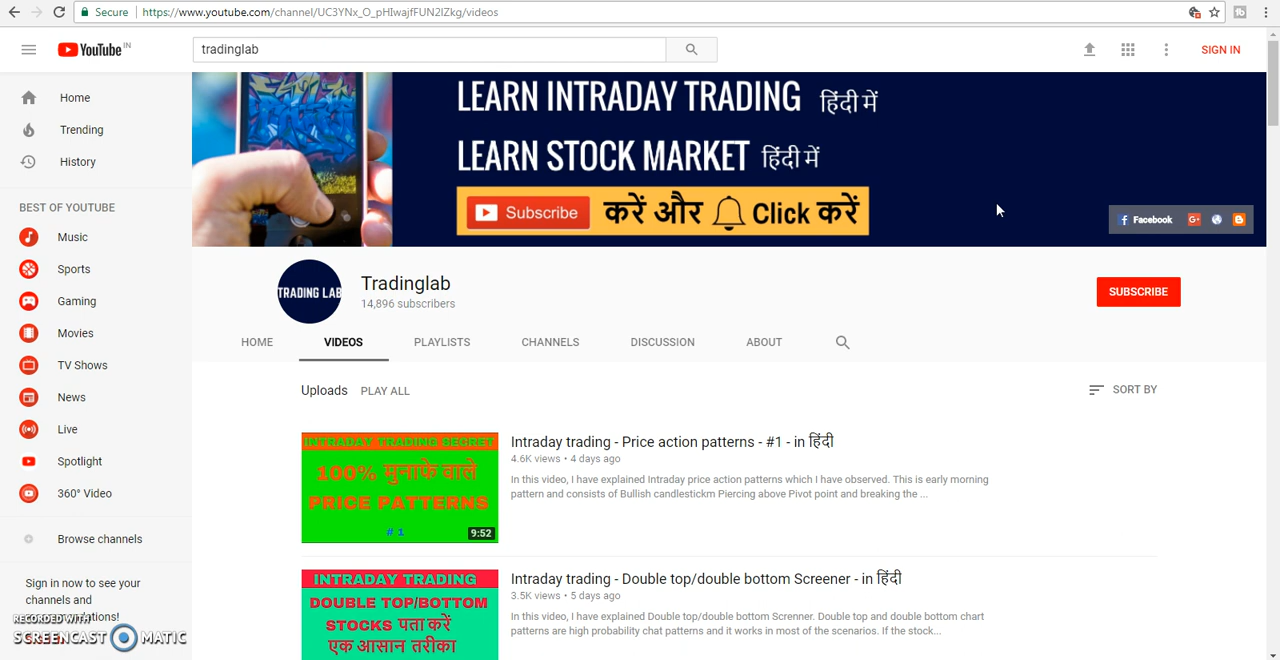 Secure
https://www.youtube.com/channel/UC3YNx_O_pHIwajfFUN2IZkg/videos
YouTube IN
tradinglab
SIGN IN
Home
Trending
History
BEST OF YOUTUBE
Music
Sports
Gaming
Movies
TV Shows
News
Live
Spotlight
360° Video
Browse channels
Sign in now to see your
channels and
RECORDED WITH
SCREENCAST MATIC
LEARN INTRADAY TRADING हिंदी में
LEARN STOCK MARKET हिंदी में
Subscribe करें और Click करें
Facebook
G+
TRADING LAB
Tradinglab
14,896 subscribers
SUBSCRIBE
HOME
VIDEOS
PLAYLISTS
CHANNELS
DISCUSSION
ABOUT
Uploads
PLAY ALL
SORT BY
INTRADAY TRADING SECRET
100% मुनाफे वाले
PRICE PATTERNS
# 1
9:52
Intraday trading - Price action patterns - #1 - in हिंदी
4.6K views • 4 days ago
In this video, I have explained Intraday price action patterns which I have observed. This is early morning
pattern and consists of Bullish candlestickm Piercing above Pivot point and breaking the ...
INTRADAY TRADING
DOUBLE TOP/BOTTOM
STOCKS पता करें
एक आसान तरीका
Intraday trading - Double top/double bottom Screener - in हिंदी
3.5K views • 5 days ago
In this video, I have explained Double top/double bottom Screnner. Double top and double bottom chart
patterns are high probability chat patterns and it works in most of the scenarios. If the stock...